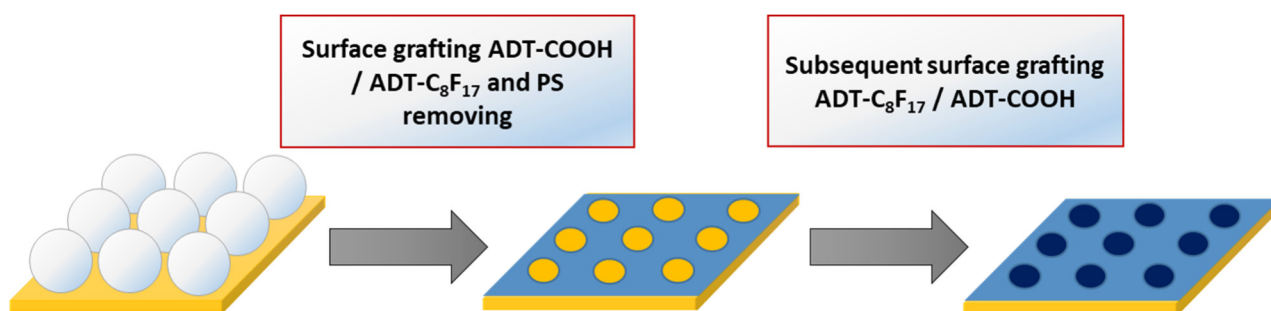 Surface grafting ADT-COOH
/ ADT-C₈F₁₇ and PS
removing
Subsequent surface grafting
ADT-C₈F₁₇ / ADT-COOH